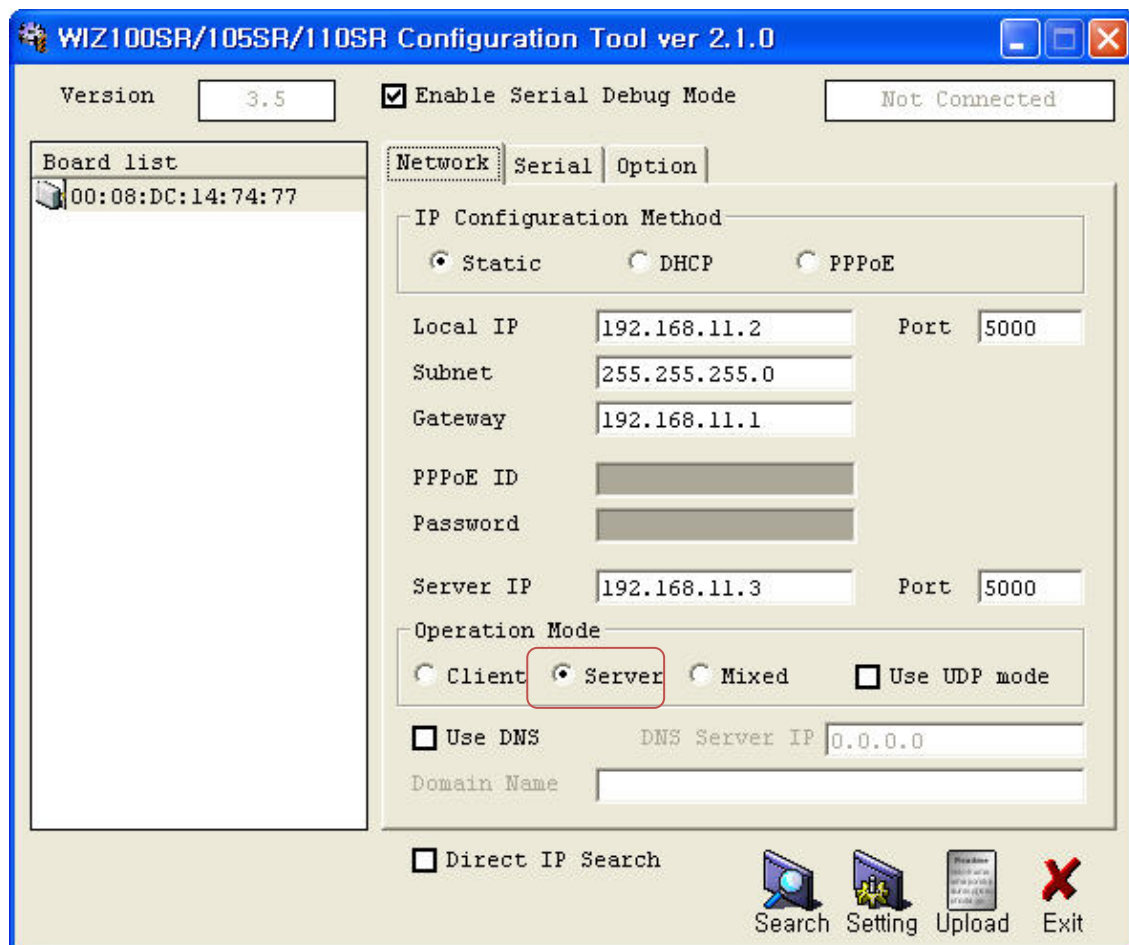 WIZ100SR/105SR/110SR Configuration Tool ver 2.1.0
Version 3.5 Enable Serial Debug Mode Not Connected
Board list
00:08:DC:14:74:77
Network Serial Option
IP Configuration Method
Static DHCP PPPoE
Local IP 192.168.11.2 Port 5000
Subnet 255.255.255.0
Gateway 192.168.11.1
PPPoE ID
Password
Server IP 192.168.11.3 Port 5000
Operation Mode
Client Server Mixed Use UDP mode
Use DNS DNS Server IP 0.0.0.0
Domain Name
Direct IP Search
Search Setting Upload Exit